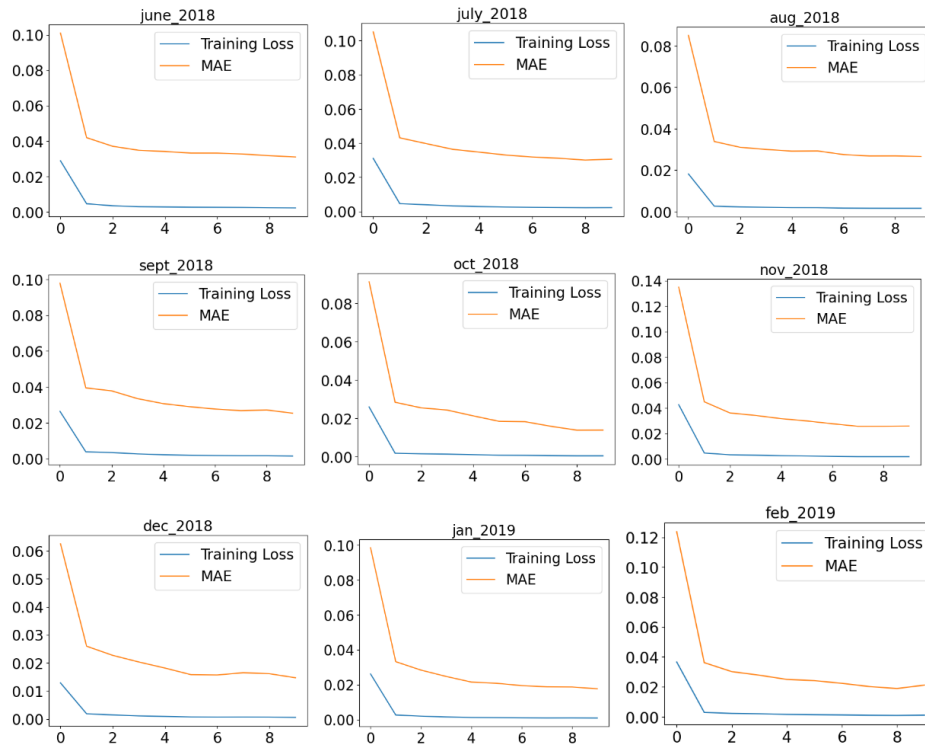 june_2018
0.10
0.08
0.06
0.04
0.02
0.00
0 2 4 6 8
Training Loss
MAE
july_2018
0.10
0.08
0.06
0.04
0.02
0.00
0 2 4 6 8
Training Loss
MAE
aug_2018
0.08
0.06
0.04
0.02
0.00
0 2 4 6 8
Training Loss
MAE
sept_2018
0.10
0.08
0.06
0.04
0.02
0.00
0 2 4 6 8
Training Loss
MAE
oct_2018
0.08
0.06
0.04
0.02
0.00
0 2 4 6 8
Training Loss
MAE
nov_2018
0.14
0.12
0.10
0.08
0.06
0.04
0.02
0.00
0 2 4 6 8
Training Loss
MAE
dec_2018
0.06
0.05
0.04
0.03
0.02
0.01
0.00
0 2 4 6 8
Training Loss
MAE
jan_2019
0.10
0.08
0.06
0.04
0.02
0.00
0 2 4 6 8
Training Loss
MAE
feb_2019
0.12
0.10
0.08
0.06
0.04
0.02
0.00
0 2 4 6 8
Training Loss
MAE